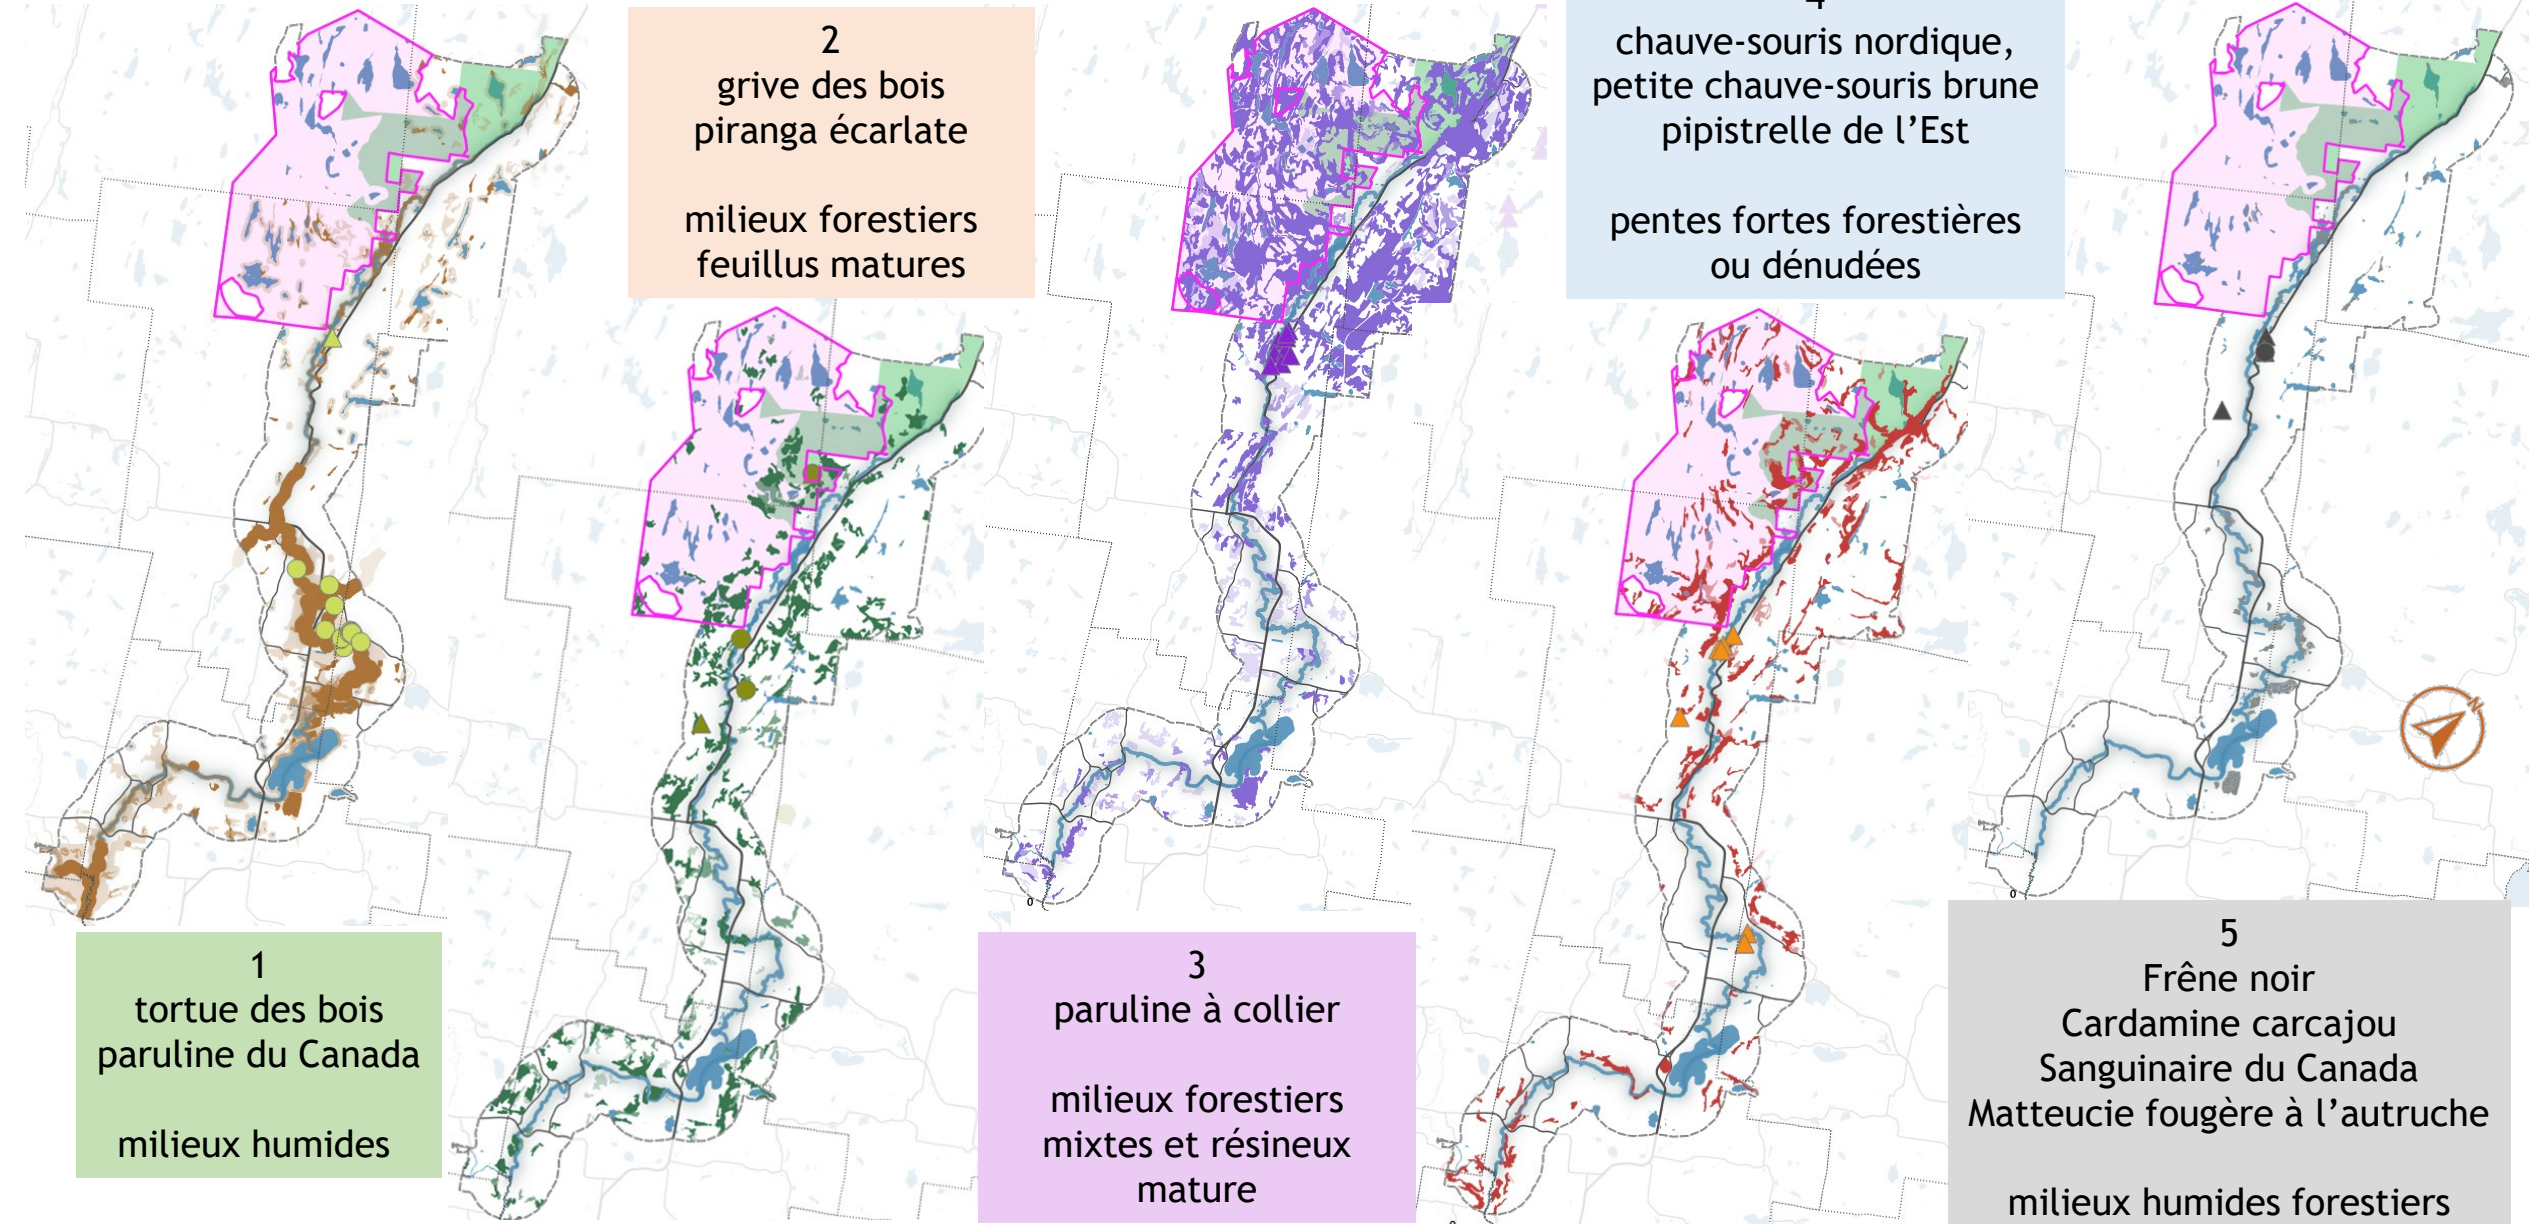 1
tortue des bois
paruline du Canada
milieux humides
2
grive des bois
piranga écarlate
milieux forestiers
feuillus matures
3
paruline à collier
milieux forestiers
mixtes et résineux
mature
4
chauve-souris nordique,
petite chauve-souris brune
pipistrelle de l'Est
pentes fortes forestières
ou dénudées
5
Frêne noir
Cardamine carcajou
Sanguinaire du Canada
Matteucie fougère à l'autruche
milieux humides forestiers
N
0
0